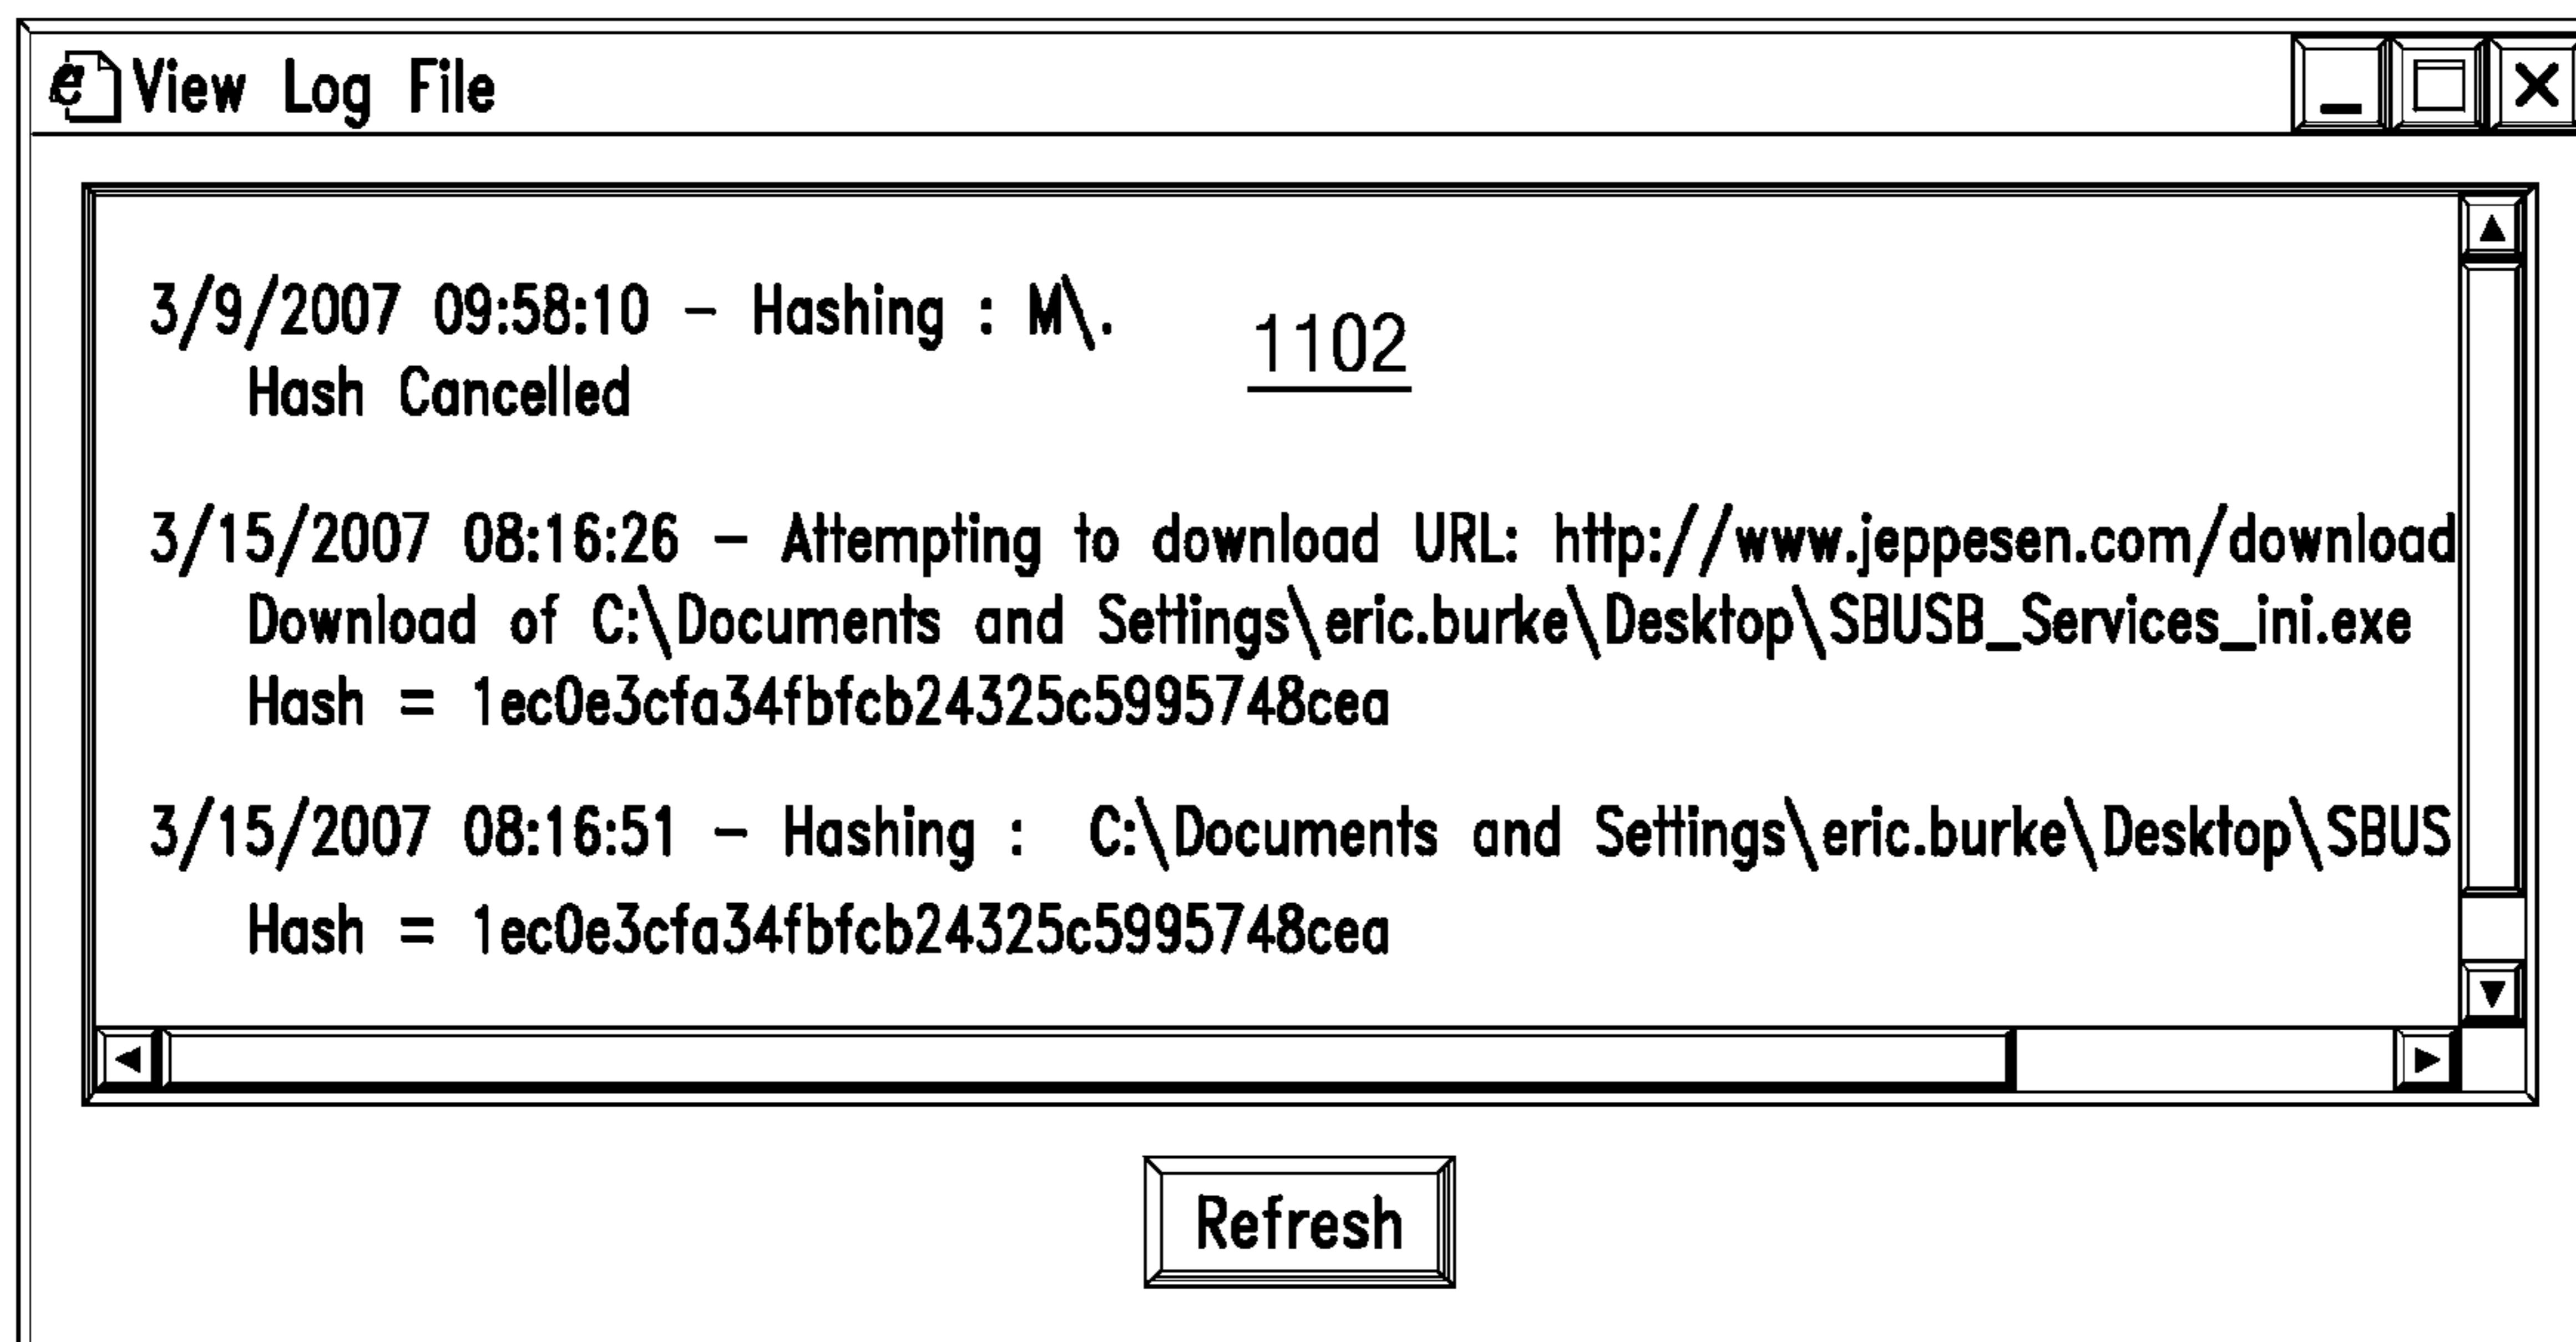 View Log File
3/9/2007 09:58:10 - Hashing : M\.
1102
Hash Cancelled
3/15/2007 08:16:26 - Attempting to download URL: http://www.jeppesen.com/download
Download of C:\Documents and Settings\eric.burke\Desktop\SBUSB_Services_ini.exe
Hash = 1ec0e3cfa34fbfcb24325c5995748cea
3/15/2007 08:16:51 - Hashing : C:\Documents and Settings\eric.burke\Desktop\SBUS
Hash = 1ec0e3cfa34fbfcb24325c5995748cea
Refresh